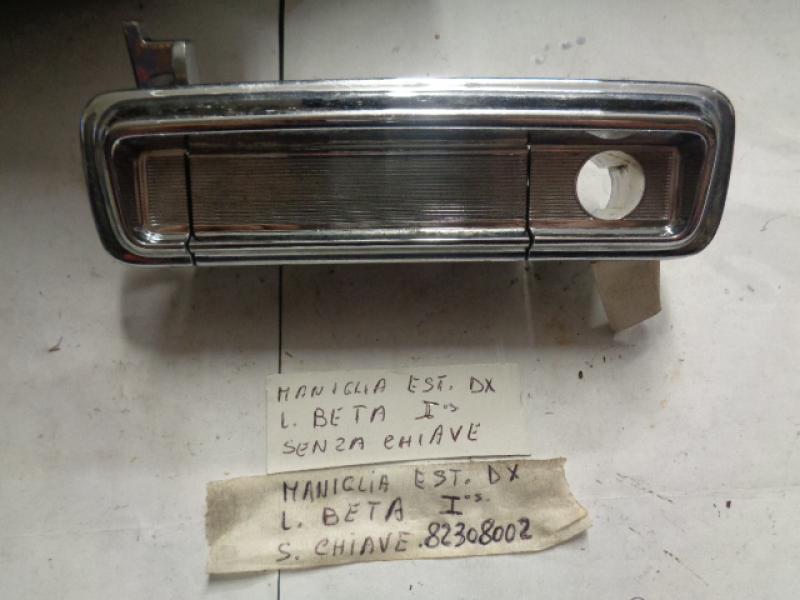 MANIGLIA EST. DX
L. BETA I^a s.
SENZA CHIAVE
MANIGLIA EST. DX
L. BETA I^a s.
S. CHIAVE.82308002